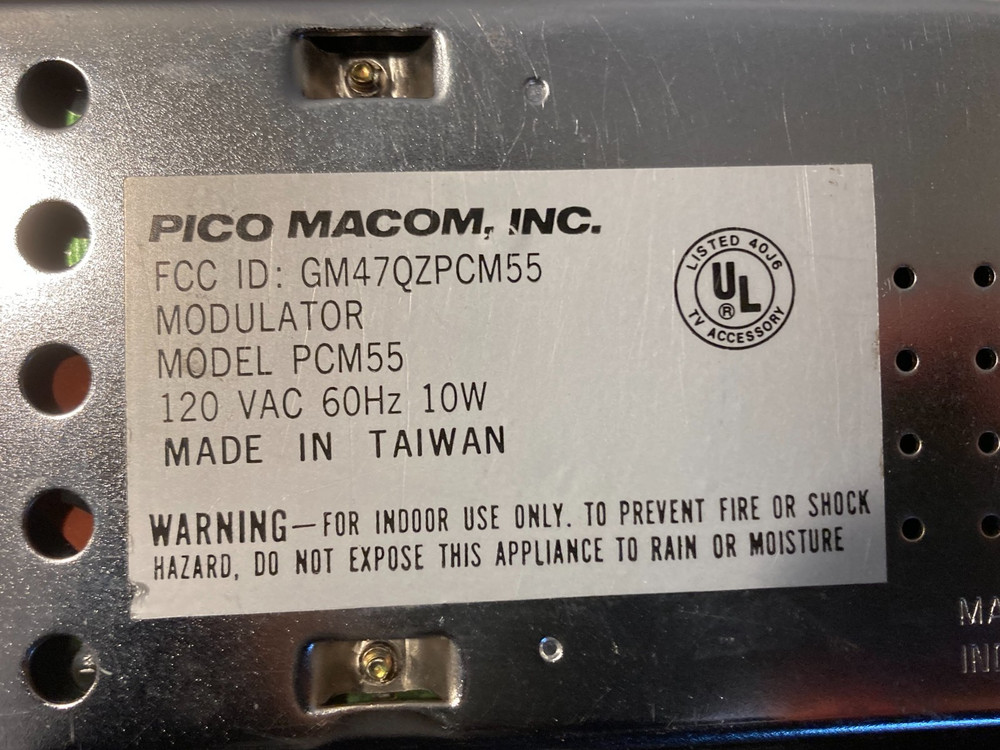 PICO MACOM, INC.
FCC ID: GM47QZPCM55
MODULATOR
MODEL PCM55
120 VAC 60Hz 10W
MADE IN TAIWAN
LISTED 40J6
UL
®
TV ACCESSORY
WARNING—FOR INDOOR USE ONLY. TO PREVENT FIRE OR SHOCK
HAZARD, DO NOT EXPOSE THIS APPLIANCE TO RAIN OR MOISTURE